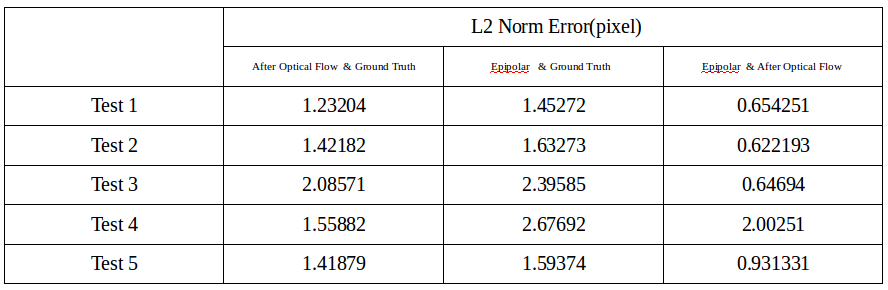 L2 Norm Error(pixel)
After Optical Flow & Ground Truth Epipolar & Ground Truth Epipolar & After Optical Flow
Test 1 1.23204 1.45272 0.654251
Test 2 1.42182 1.63273 0.622193
Test 3 2.08571 2.39585 0.64694
Test 4 1.55882 2.67692 2.00251
Test 5 1.41879 1.59374 0.931331